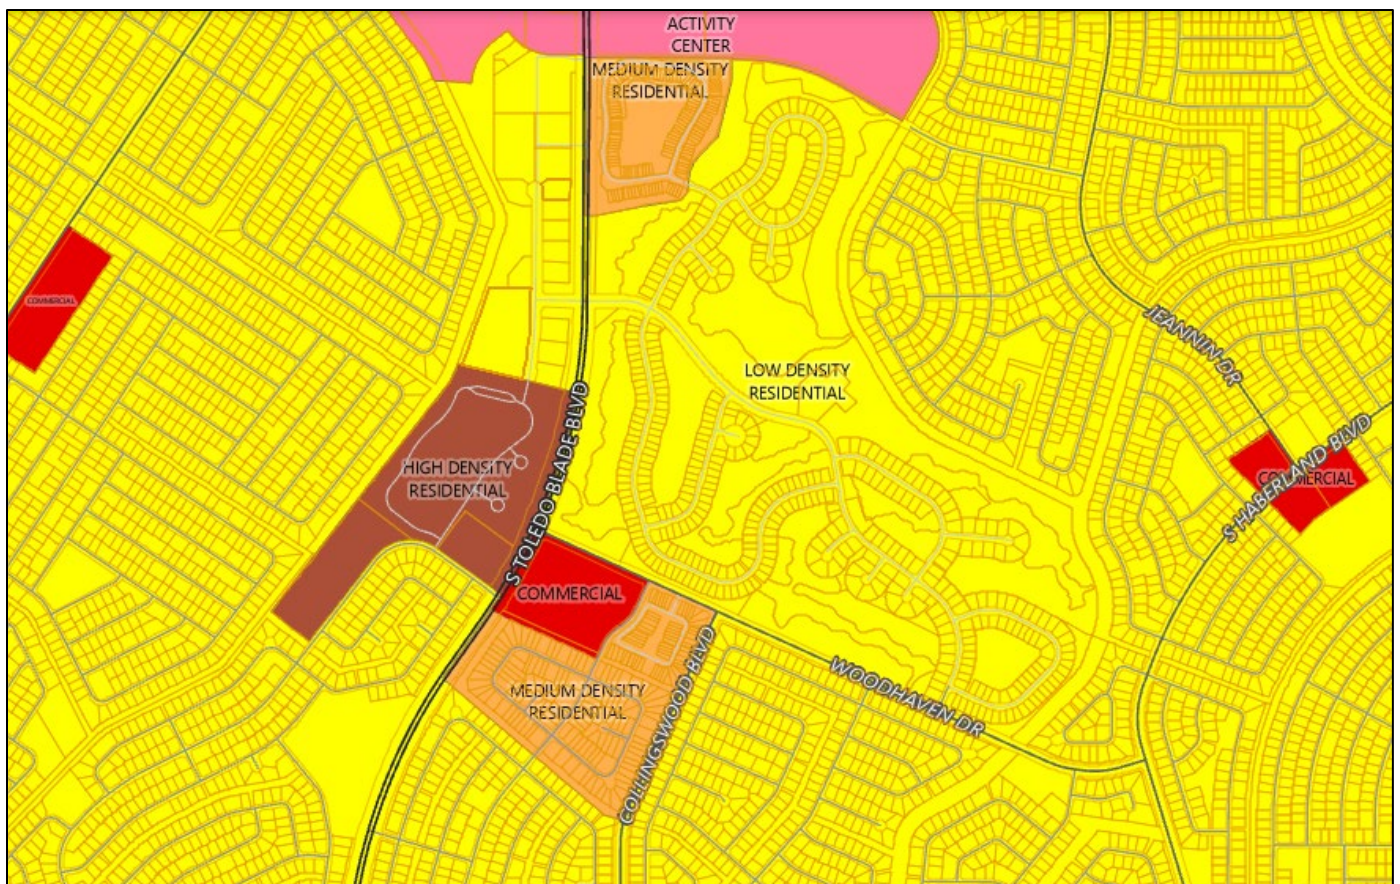 ACTIVITY
CENTER
MEDIUM DENSITY
RESIDENTIAL
COMMERCIAL
JEANNIN DR
LOW DENSITY
RESIDENTIAL
S TOLEDO BLADE BLVD
HIGH DENSITY
RESIDENTIAL
S HABERLAND BLVD
COMMERCIAL
COMMERCIAL
MEDIUM DENSITY
RESIDENTIAL
COLLINGSWOOD BLVD
WOODHAVEN DR